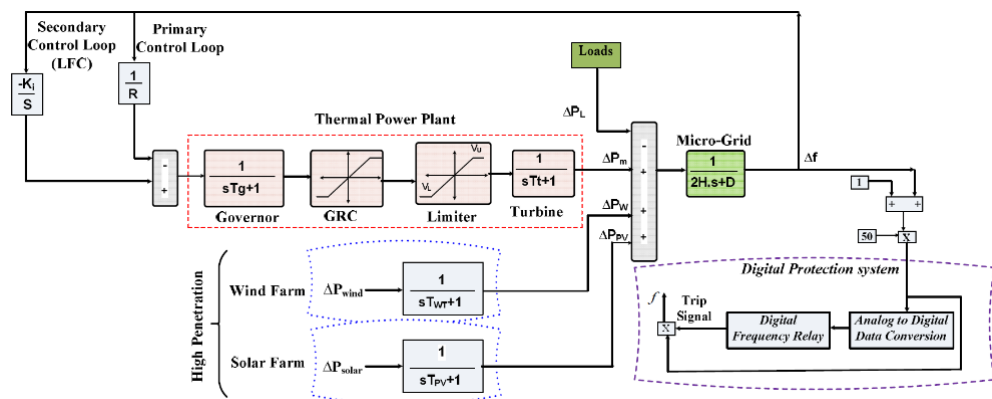 Secondary
Control Loop
(LFC)
Primary
Control Loop
-Ki
S
1
R
Thermal Power Plant
-
+
1
sTg+1
Governor
GRC
VU
VL
Limiter
1
sTt+1
Turbine
Loads
ΔPL
ΔPm
ΔPW
ΔPPV
-
+
+
+
Micro-Grid
1
2H.s+D
Δf
1
+ +
50
X
High Penetration
Wind Farm
ΔPwind
1
sTWT+1
Solar Farm
ΔPsolar
1
sTPV+1
Digital Protection system
f
Trip
Signal
X
Digital
Frequency Relay
Analog to Digital
Data Conversion